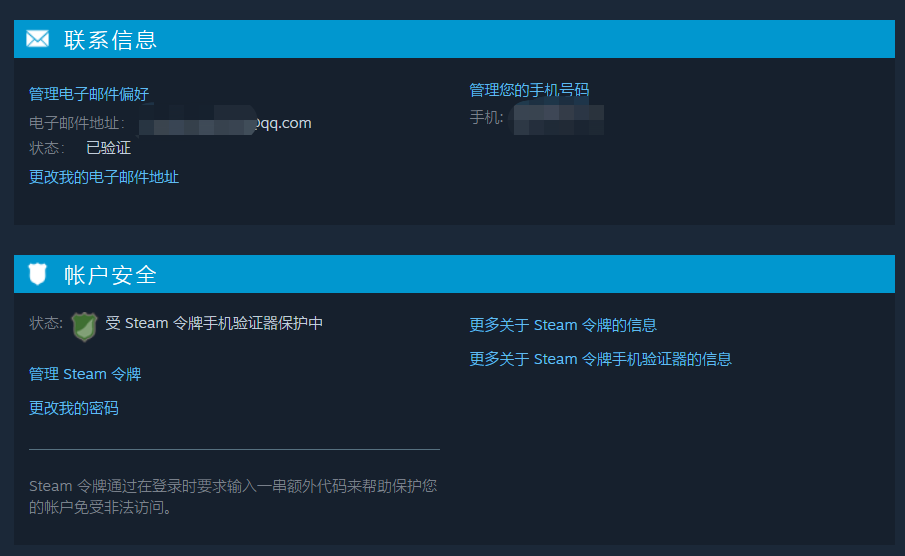 联系信息
管理电子邮件偏好
电子邮件地址: @qq.com
状态: 已验证
更改我的电子邮件地址
管理您的手机号码
手机:
帐户安全
状态: 受 Steam 令牌手机验证器保护中
管理 Steam 令牌
更改我的密码
Steam 令牌通过在登录时要求输入一串额外代码来帮助保护您
的帐户免受非法访问。
更多关于 Steam 令牌的信息
更多关于 Steam 令牌手机验证器的信息